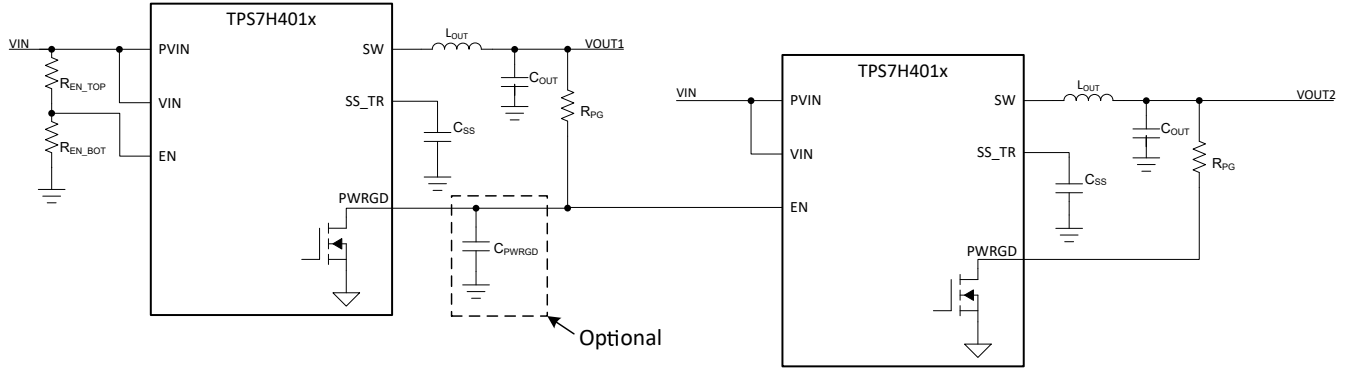 TPS7H401x
VIN
PVIN
SW
LOUT
VOUT1
REN_TOP
COUT
VIN
SS_TR
RPG
CSS
REN_BOT
EN
PWRGD
CPWRGD
Optional
TPS7H401x
VIN
PVIN
SW
LOUT
VOUT2
COUT
VIN
SS_TR
RPG
CSS
EN
PWRGD